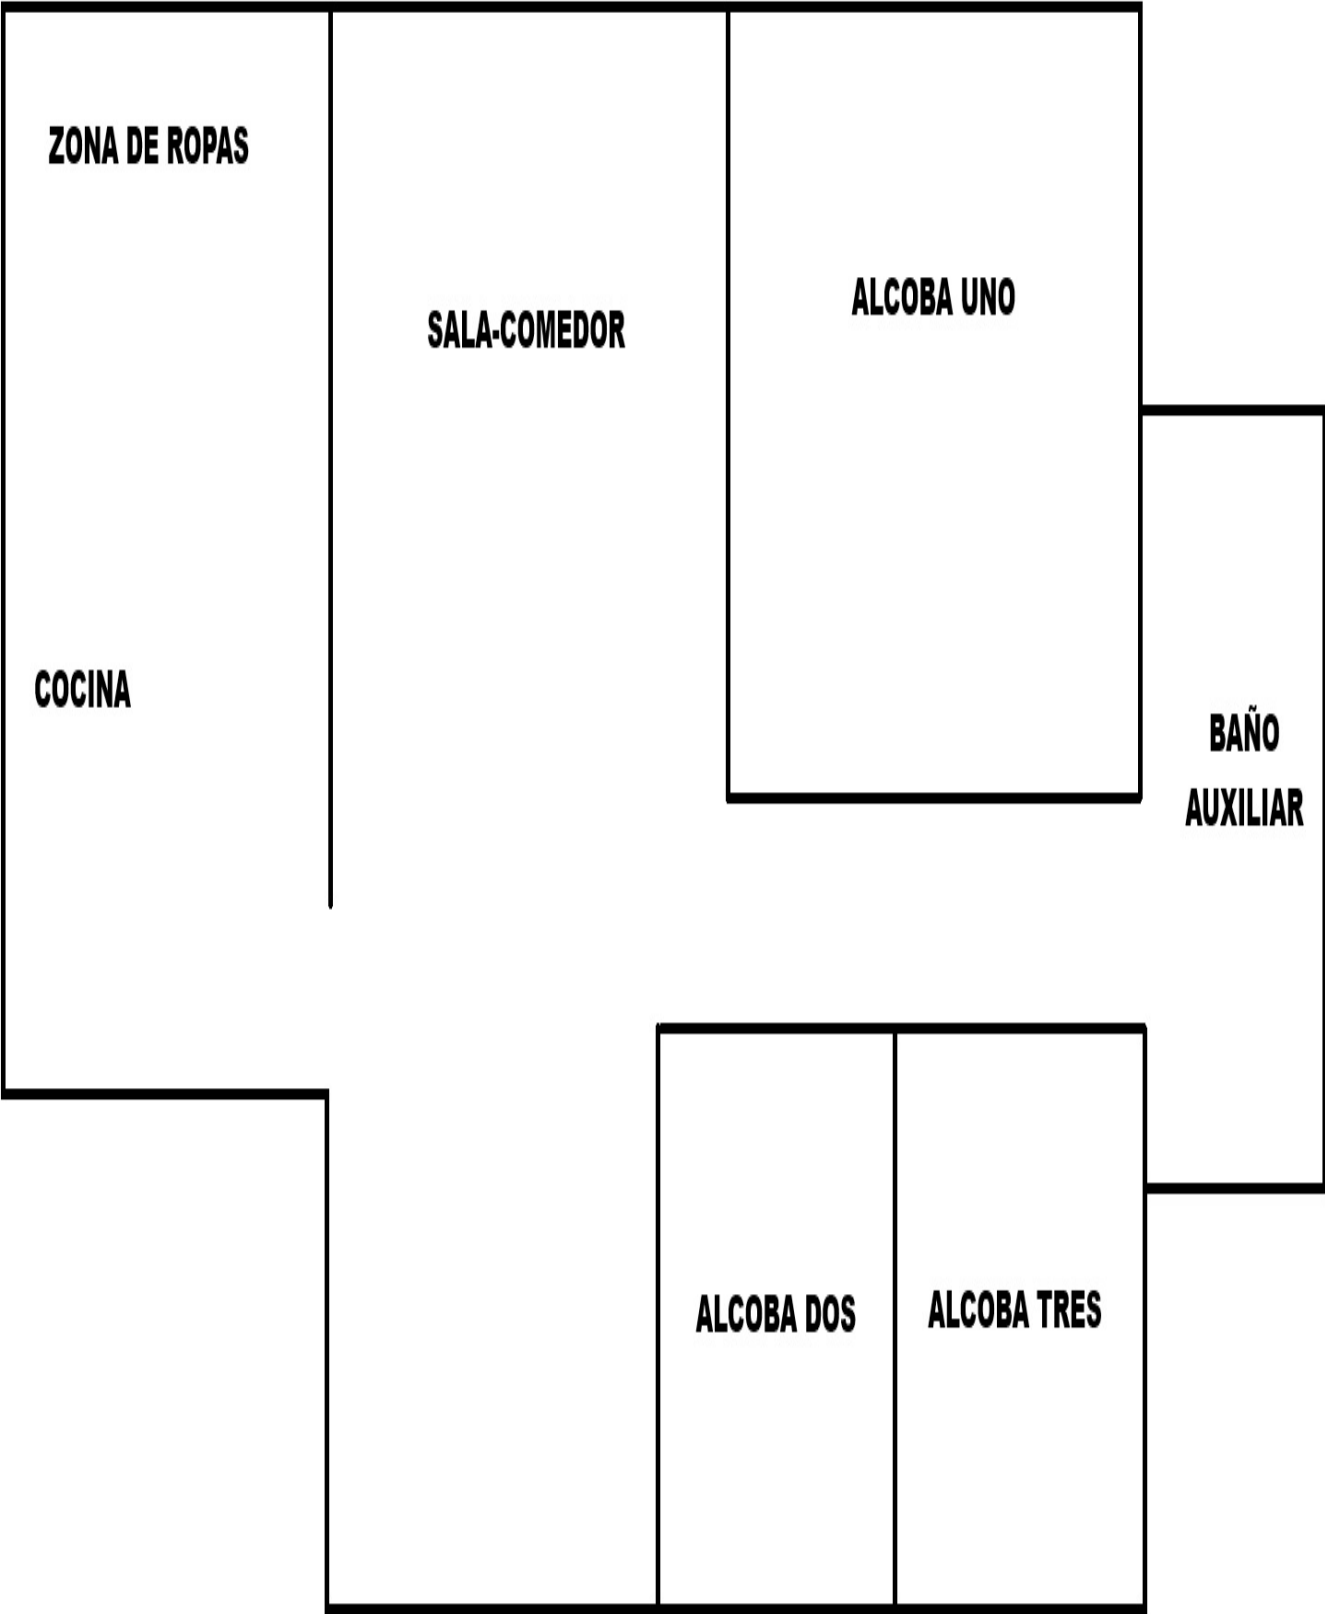 ZONA DE ROPAS
ALCOBA UNO
SALA-COMEDOR
COCINA
BAÑO
AUXILIAR
ALCOBA DOS
ALCOBA TRES